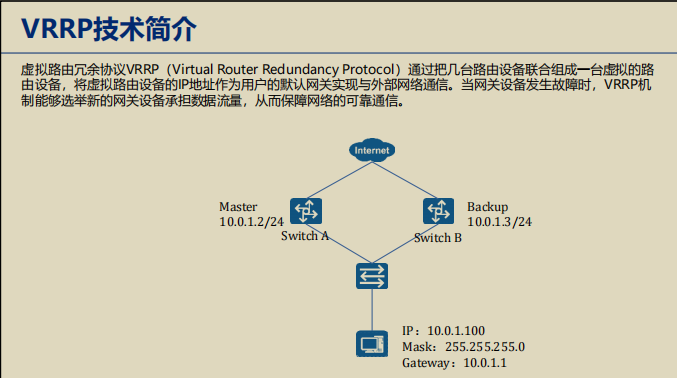 VRRP技术简介
虚拟路由冗余协议VRRP（Virtual Router Redundancy Protocol）通过把几台路由设备联合组成一台虚拟的路
由设备，将虚拟路由设备的IP地址作为用户的默认网关实现与外部网络通信。当网关设备发生故障时，VRRP机
制能够选举新的网关设备承担数据流量，从而保障网络的可靠通信。
Internet
Master
10.0.1.2/24
Switch A
Backup
10.0.1.3/24
Switch B
IP：10.0.1.100
Mask：255.255.255.0
Gateway：10.0.1.1